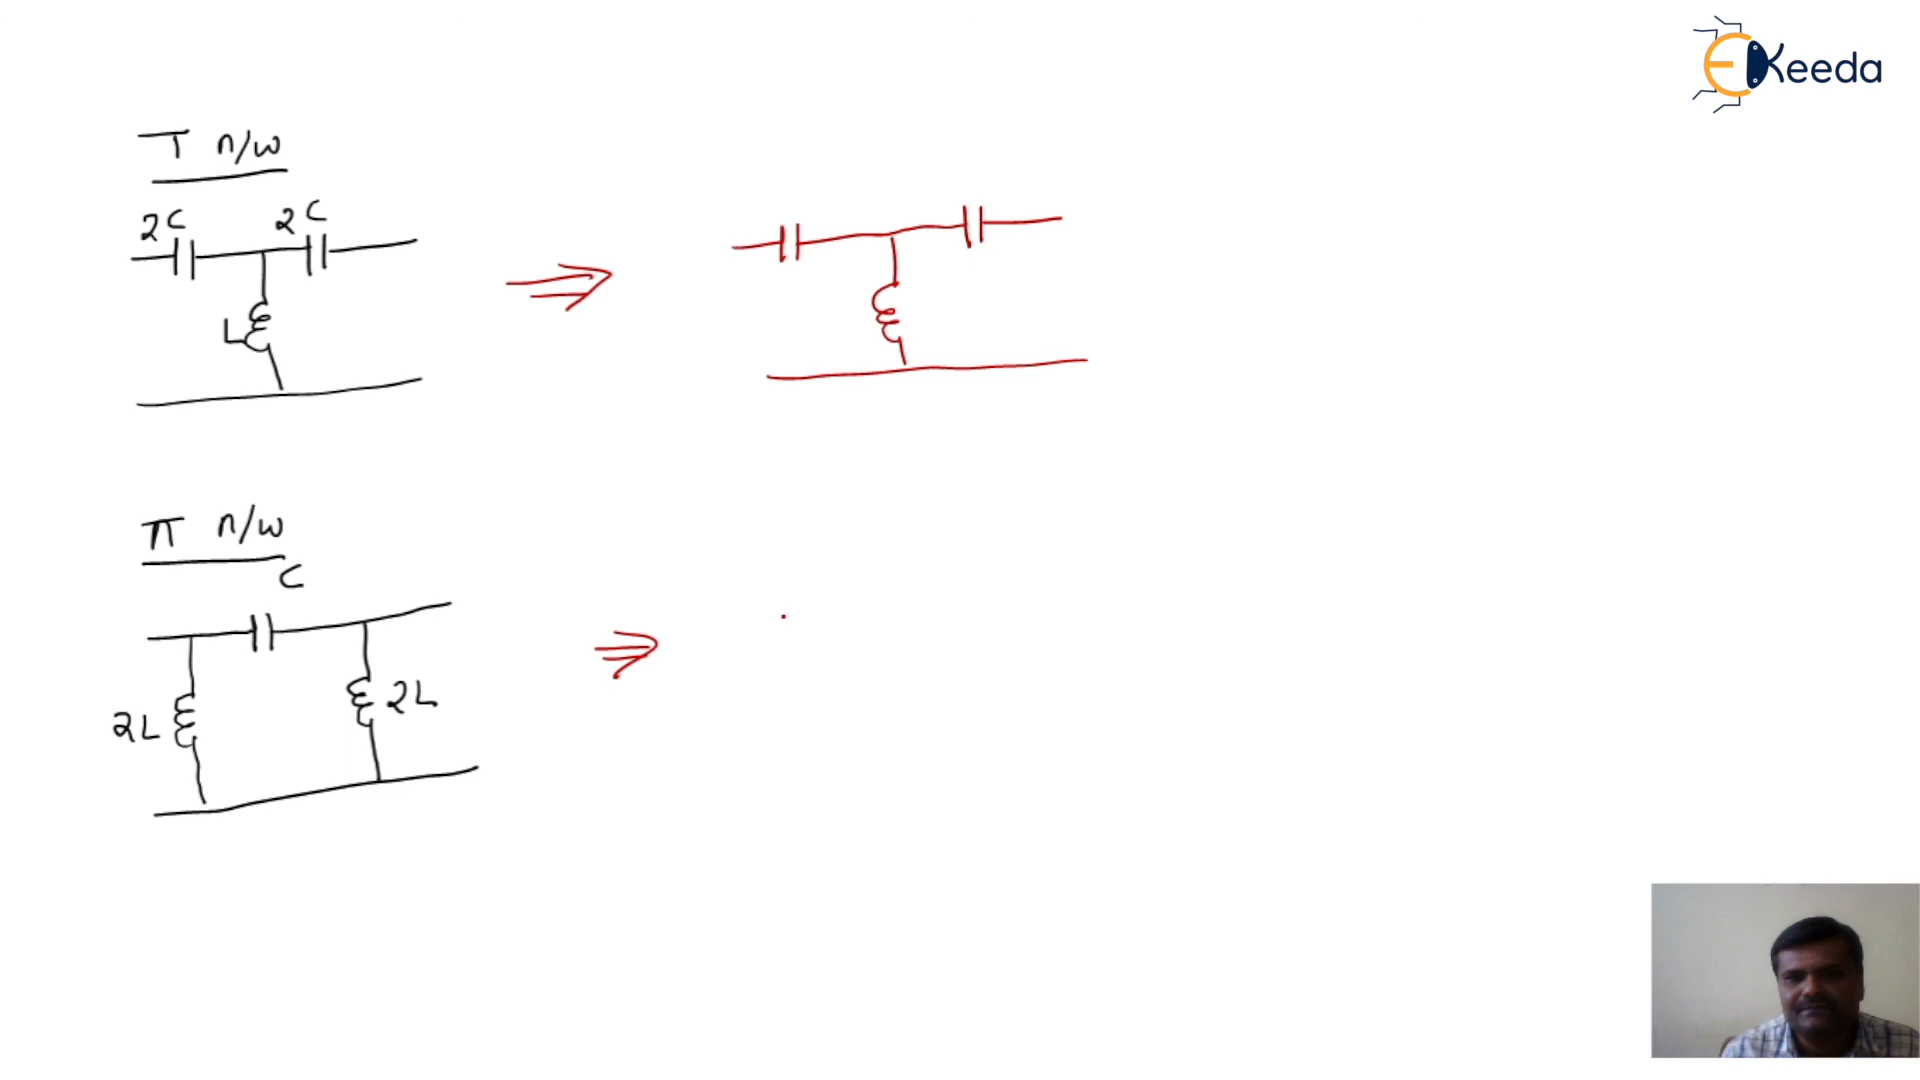 EKeeda
T n/w
2C 2C
L
π n/w
C
2L 2L